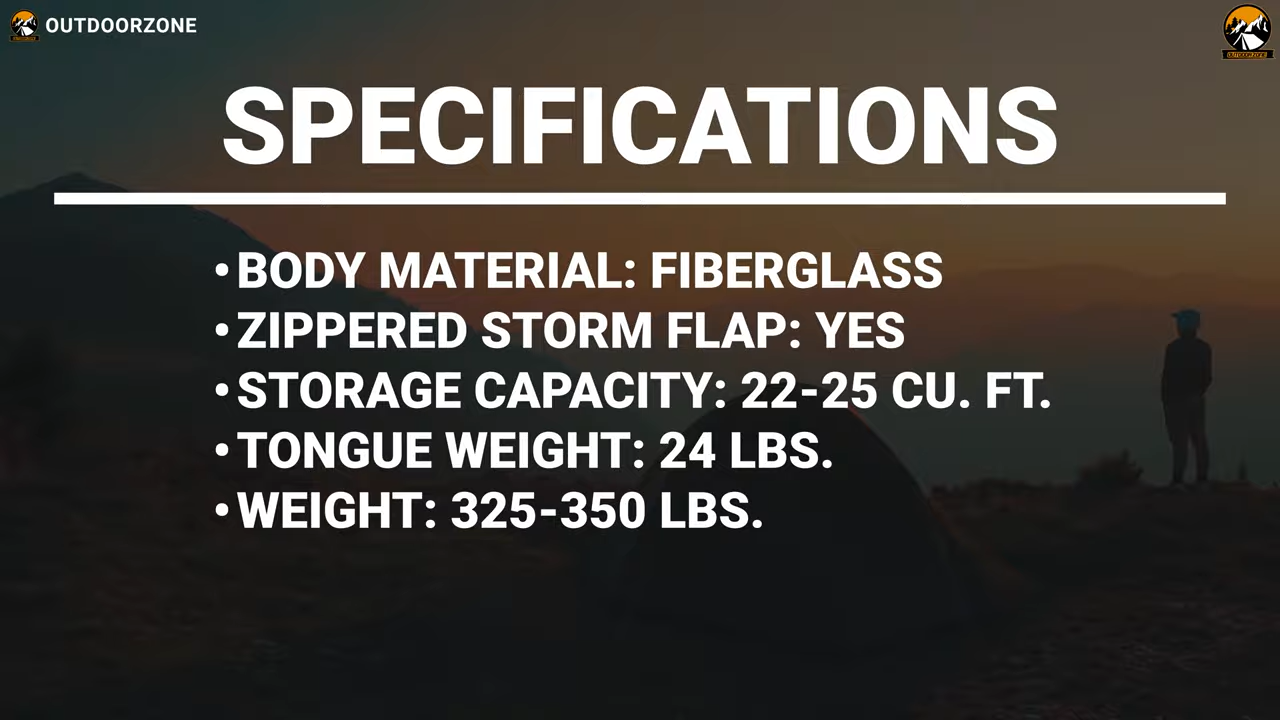 OUTDOORZONE
OUTDOORZONE
SPECIFICATIONS
•BODY MATERIAL: FIBERGLASS
•ZIPPERED STORM FLAP: YES
•STORAGE CAPACITY: 22-25 CU. FT.
•TONGUE WEIGHT: 24 LBS.
•WEIGHT: 325-350 LBS.